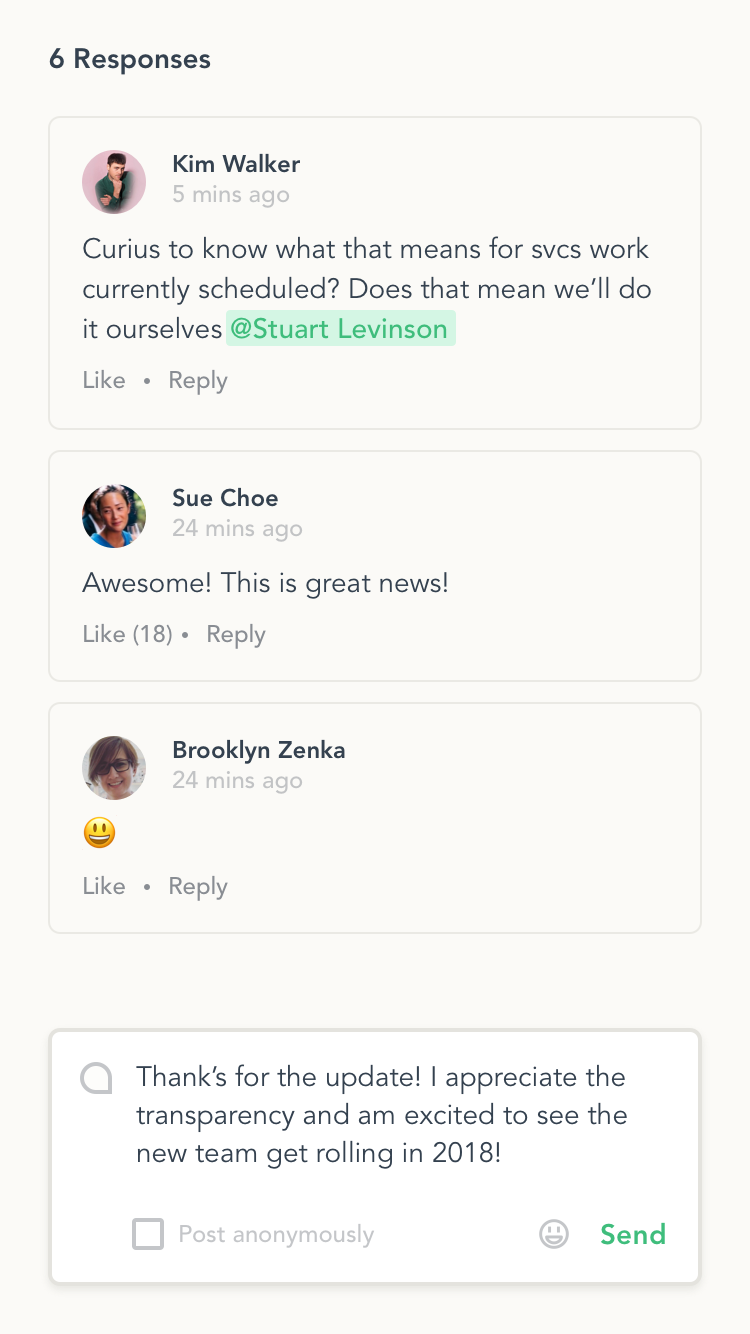 6 Responses
Kim Walker
5 mins ago
Curius to know what that means for svcs work
currently scheduled? Does that mean we’ll do
it ourselves @Stuart Levinson
Like • Reply
Sue Choe
24 mins ago
Awesome! This is great news!
Like (18) • Reply
Brooklyn Zenka
24 mins ago
😃
Like • Reply
Thank’s for the update! I appreciate the
transparency and am excited to see the
new team get rolling in 2018!
Post anonymously
Send